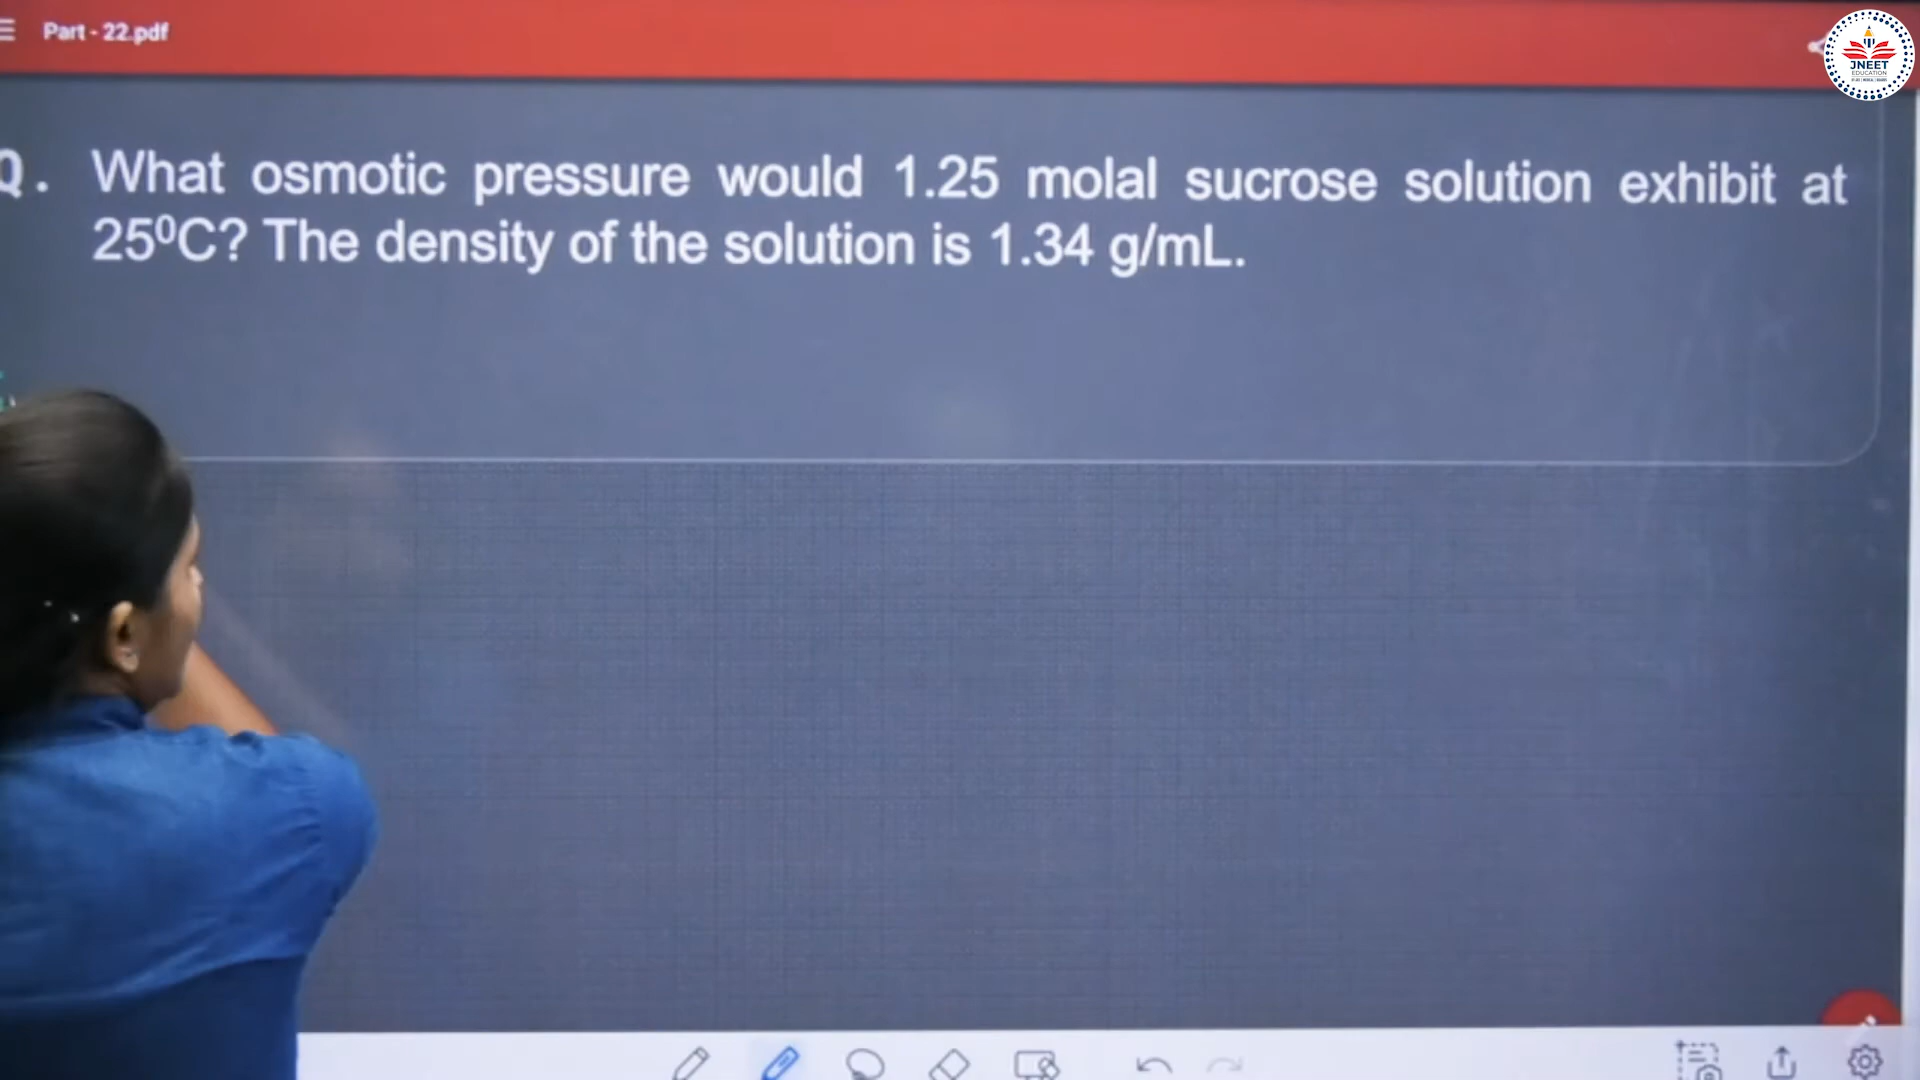 Part - 22.pdf
JNEET
EDUCATION
Q. What osmotic pressure would 1.25 molal sucrose solution exhibit at
25⁰C? The density of the solution is 1.34 g/mL.